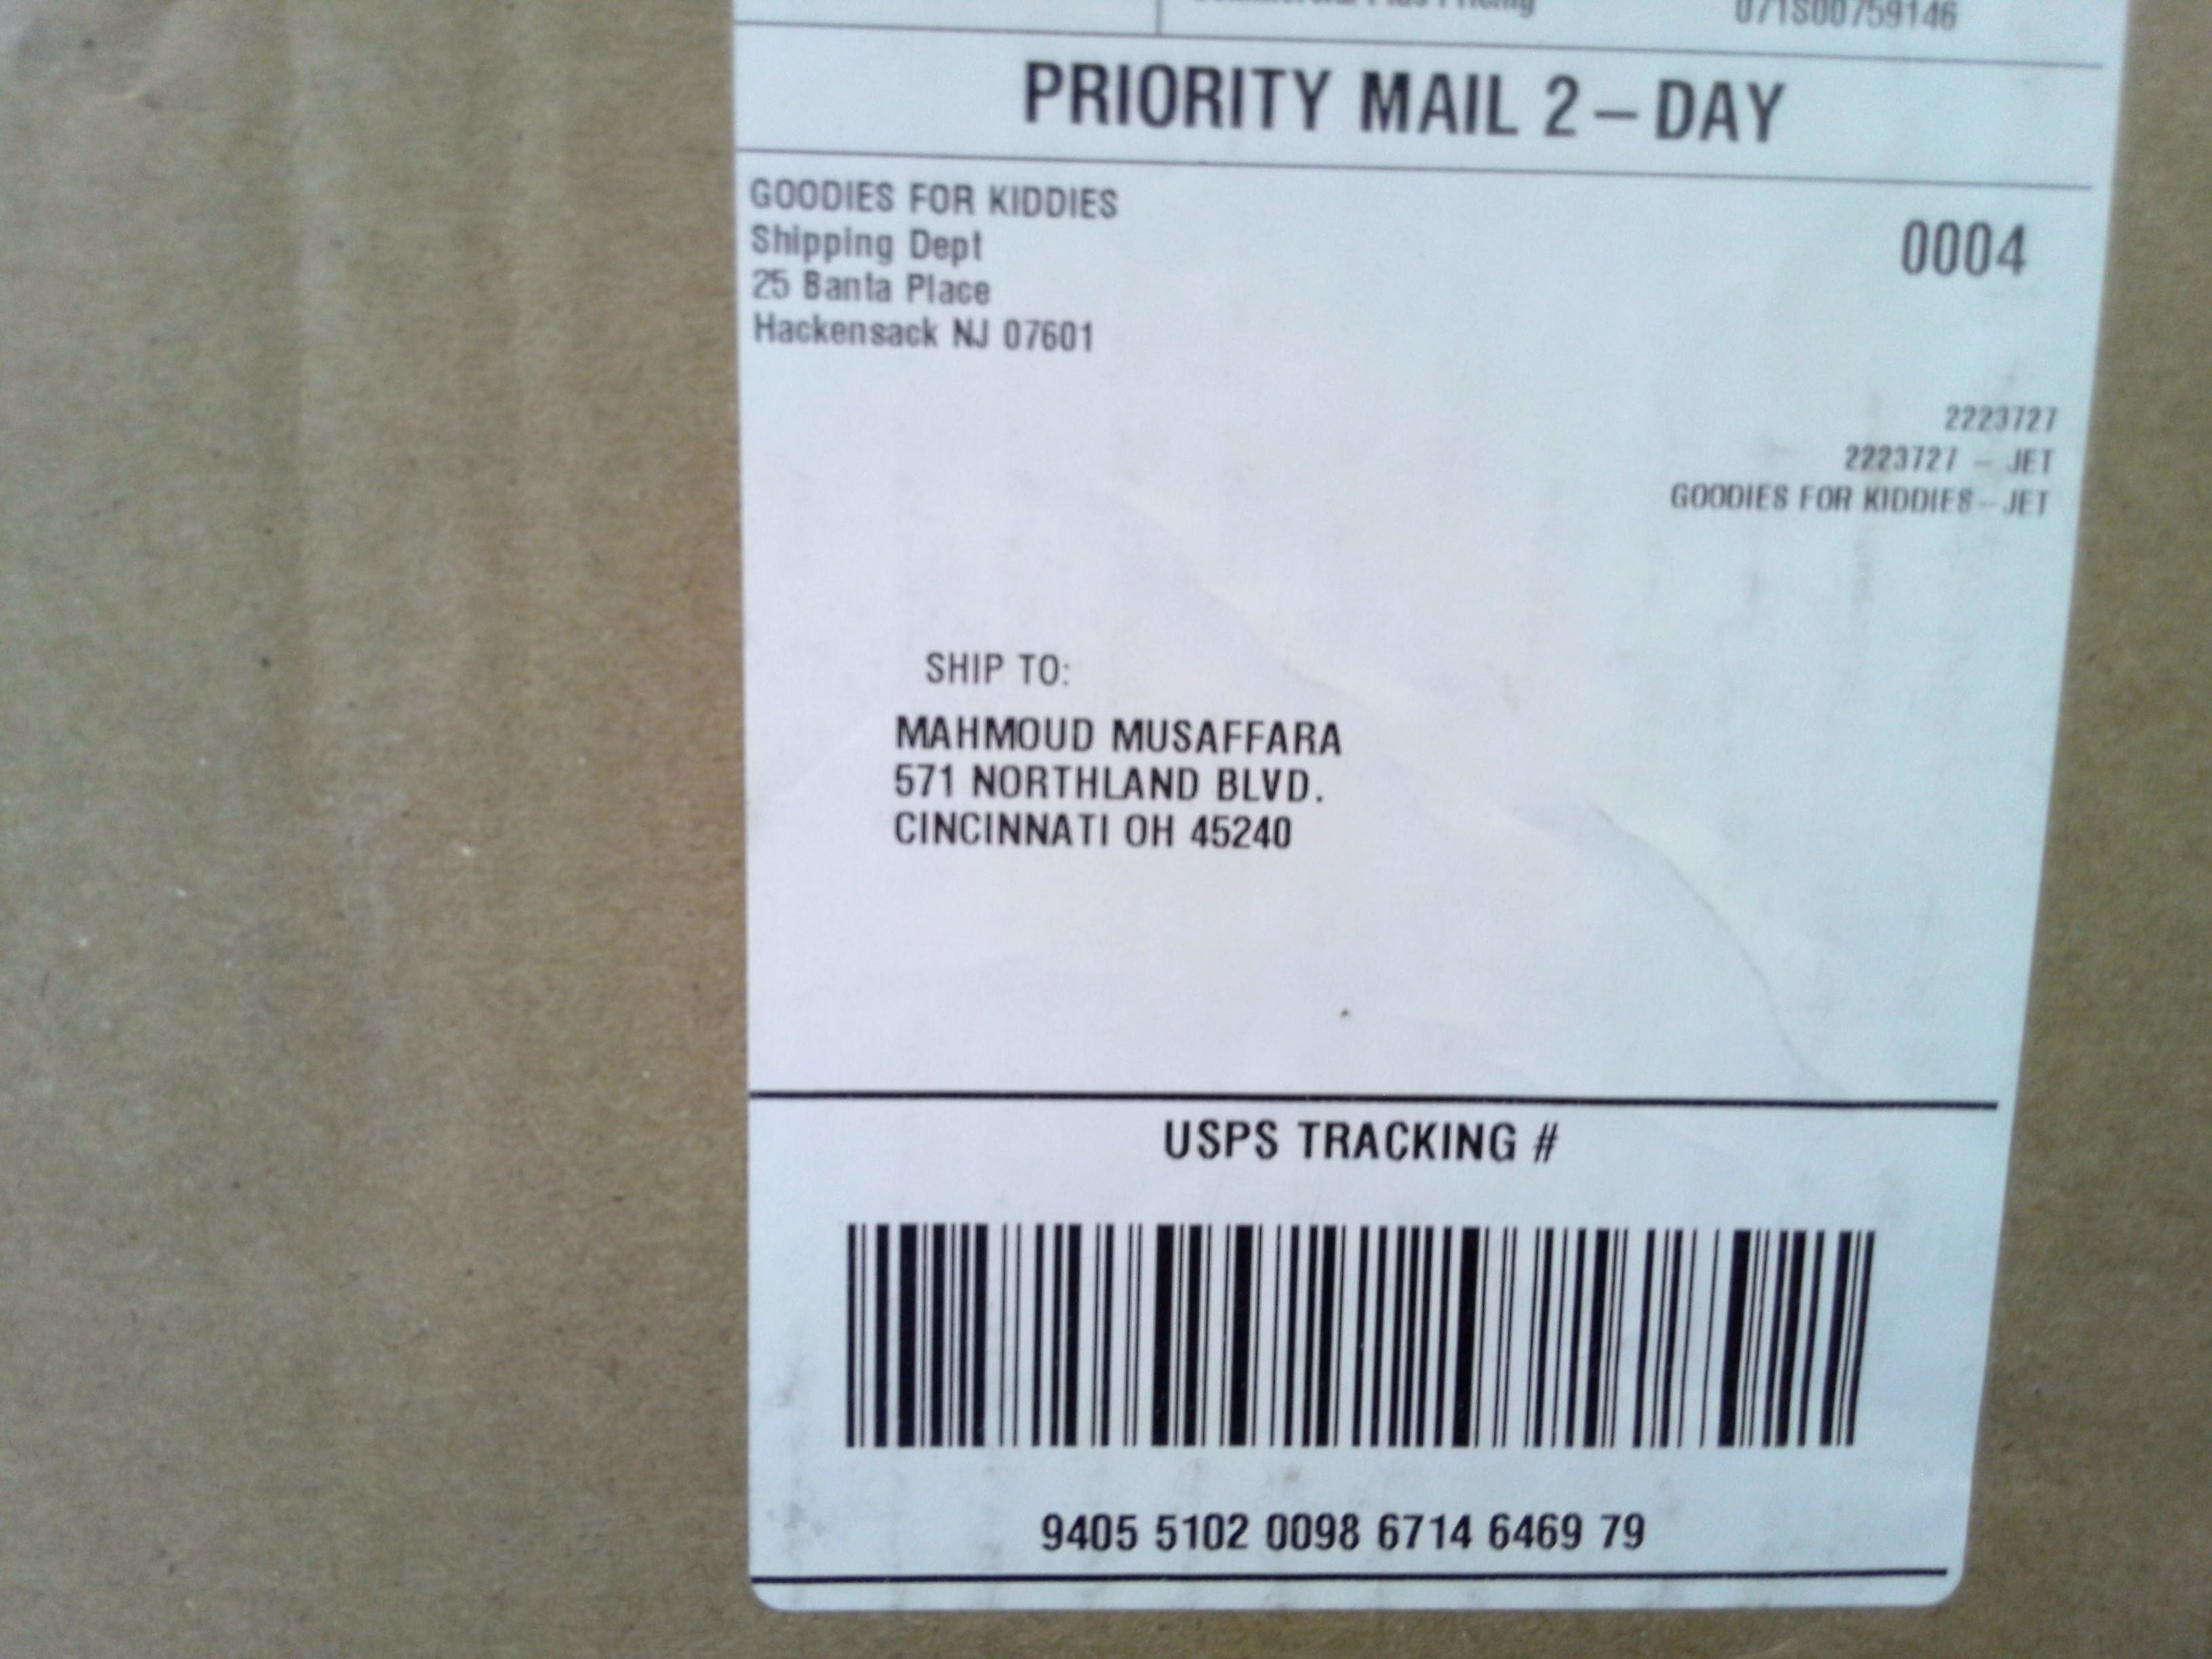 071S00759146
PRIORITY MAIL 2 – DAY
GOODIES FOR KIDDIES
Shipping Dept
25 Banta Place
Hackensack NJ 07601
0004
2223727
2223727 – JET
GOODIES FOR KIDDIES – JET
SHIP TO:
MAHMOUD MUSAFFARA
571 NORTHLAND BLVD.
CINCINNATI OH 45240
USPS TRACKING #
9405 5102 0098 6714 6469 79